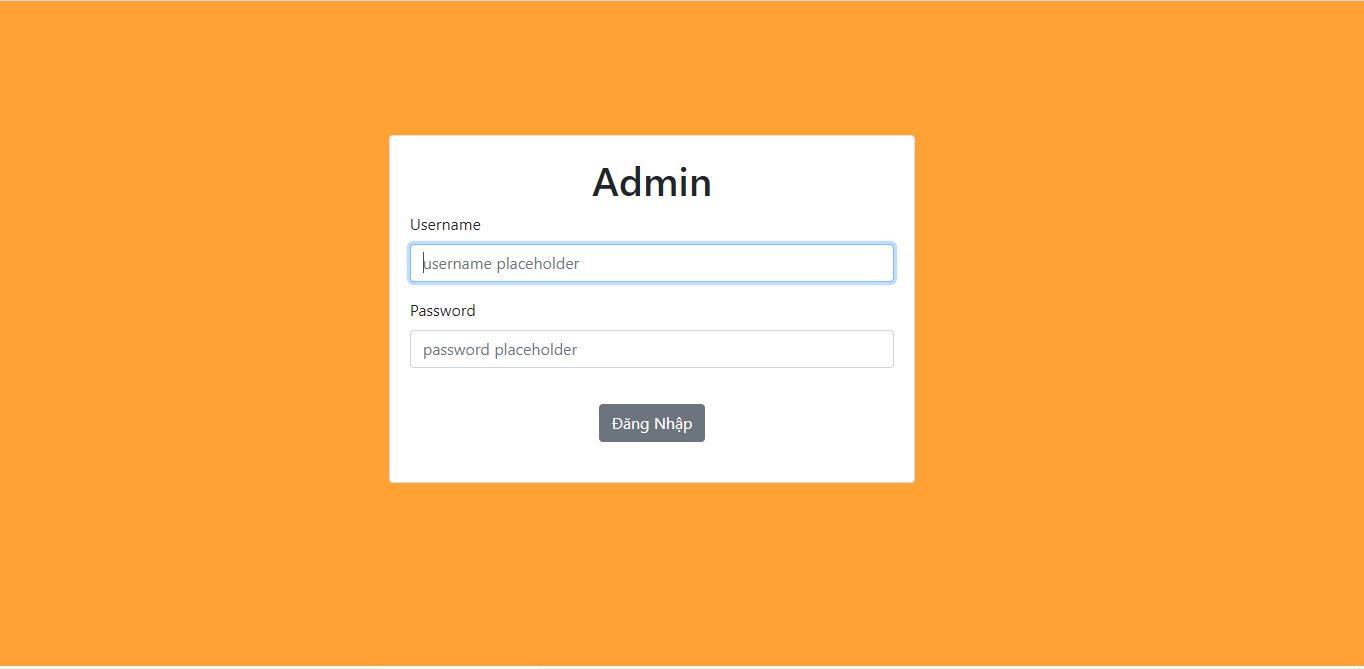 Admin
Username
username placeholder
Password
password placeholder
Đăng Nhập